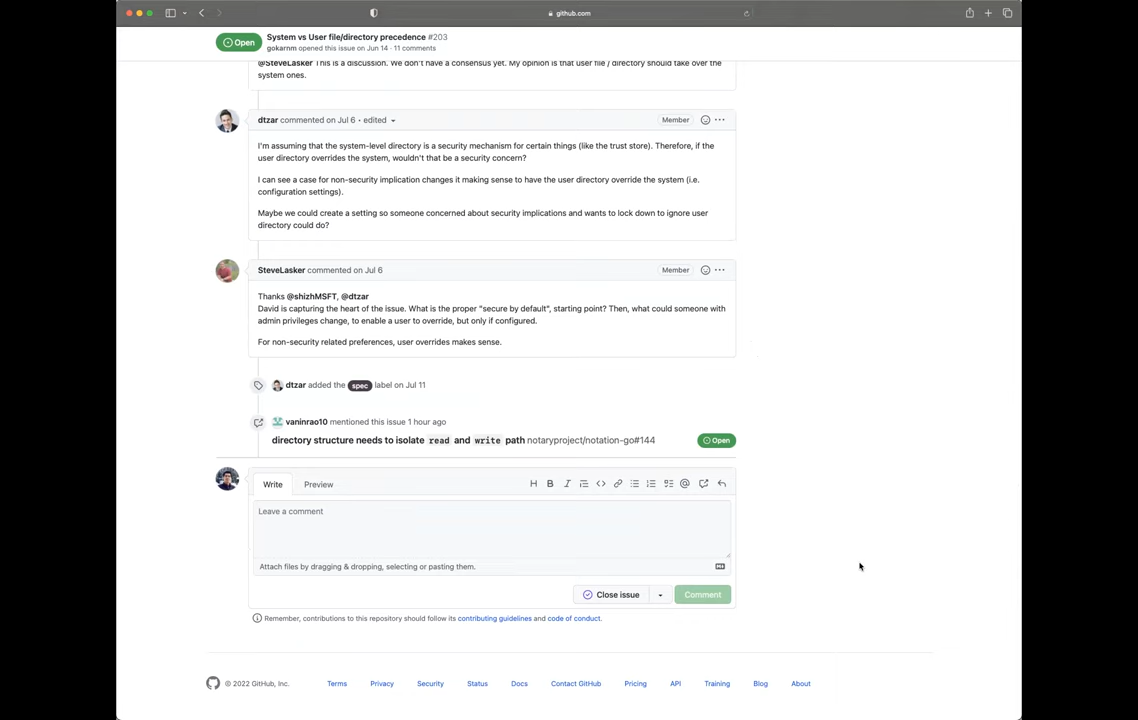 github.com
Open
System vs User file/directory precedence #203
gokarnm opened this issue on Jun 14 · 11 comments
@SteveLasker This is a discussion. We don't have a consensus yet. My opinion is that user file / directory should take over the
system ones.
dtzar commented on Jul 6 • edited
Member
I'm assuming that the system-level directory is a security mechanism for certain things (like the trust store). Therefore, if the
user directory overrides the system, wouldn't that be a security concern?
I can see a case for non-security implication changes it making sense to have the user directory override the system (i.e.
configuration settings).
Maybe we could create a setting so someone concerned about security implications and wants to lock down to ignore user
directory could do?
SteveLasker commented on Jul 6
Member
Thanks @shizhMSFT, @dtzar
David is capturing the heart of the issue. What is the proper "secure by default", starting point? Then, what could someone with
admin privileges change, to enable a user to override, but only if configured.
For non-security related preferences, user overrides makes sense.
dtzar added the spec label on Jul 11
vaninrao10 mentioned this issue 1 hour ago
directory structure needs to isolate read and write path notaryproject/notation-go#144
Open
Write Preview
Leave a comment
Attach files by dragging & dropping, selecting or pasting them.
Close issue
Comment
Remember, contributions to this repository should follow its contributing guidelines and code of conduct.
© 2022 GitHub, Inc. Terms Privacy Security Status Docs Contact GitHub Pricing API Training Blog About